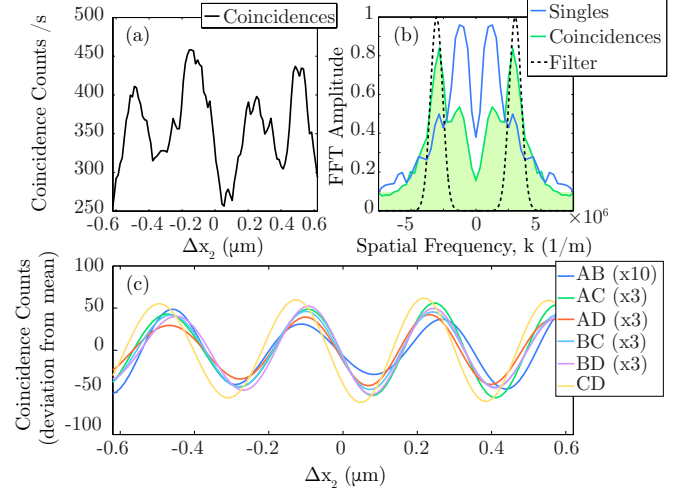 500
450
400
350
300
250
Coincidence Counts /s
(a)
Coincidences
-0.6 -0.4 -0.2 0 0.2 0.4 0.6
Δx2 (μm)
1
0.8
0.6
0.4
0.2
0
FFT Amplitude
(b)
Singles
Coincidences
Filter
-5 0 5
×10^6
Spatial Frequency, k (1/m)
100
50
0
-50
-100
Coincidence Counts
(deviation from mean)
(c)
AB (x10)
AC (x3)
AD (x3)
BC (x3)
BD (x3)
CD
-0.6 -0.4 -0.2 0 0.2 0.4 0.6
Δx2 (μm)